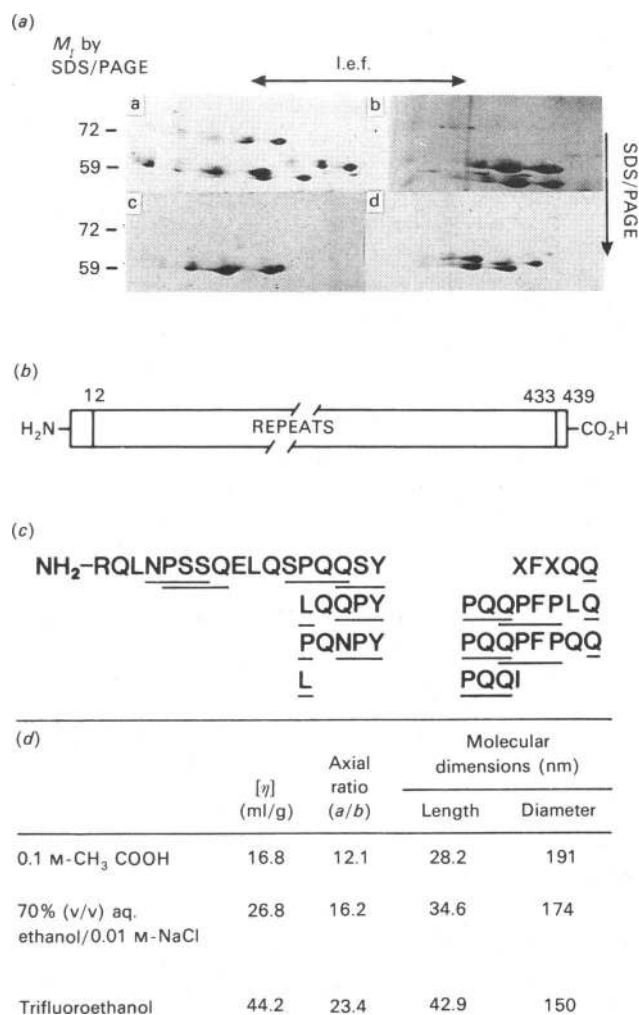 (a)
M_r by
SDS/PAGE
I.e.f.
a
b
72
59
c
d
72
59
SDS/PAGE
(b)
12
433 439
H₂N
REPEATS
CO₂H
(c)
NH₂–RQLNPSSQELQSPQQSY XFXQQ
LQQPY PQQPFPLQ
PQNPY PQQPFPQQ
L PQQI
(d)
Molecular
Axial
dimensions (nm)
[η]
ratio
(ml/g)
(a/b)
Length
Diameter
0.1 M-CH₃ COOH 16.8 12.1 28.2 191
70% (v/v) aq. 26.8 16.2 34.6 174
ethanol/0.01 M-NaCl
Trifluoroethanol 44.2 23.4 42.9 150